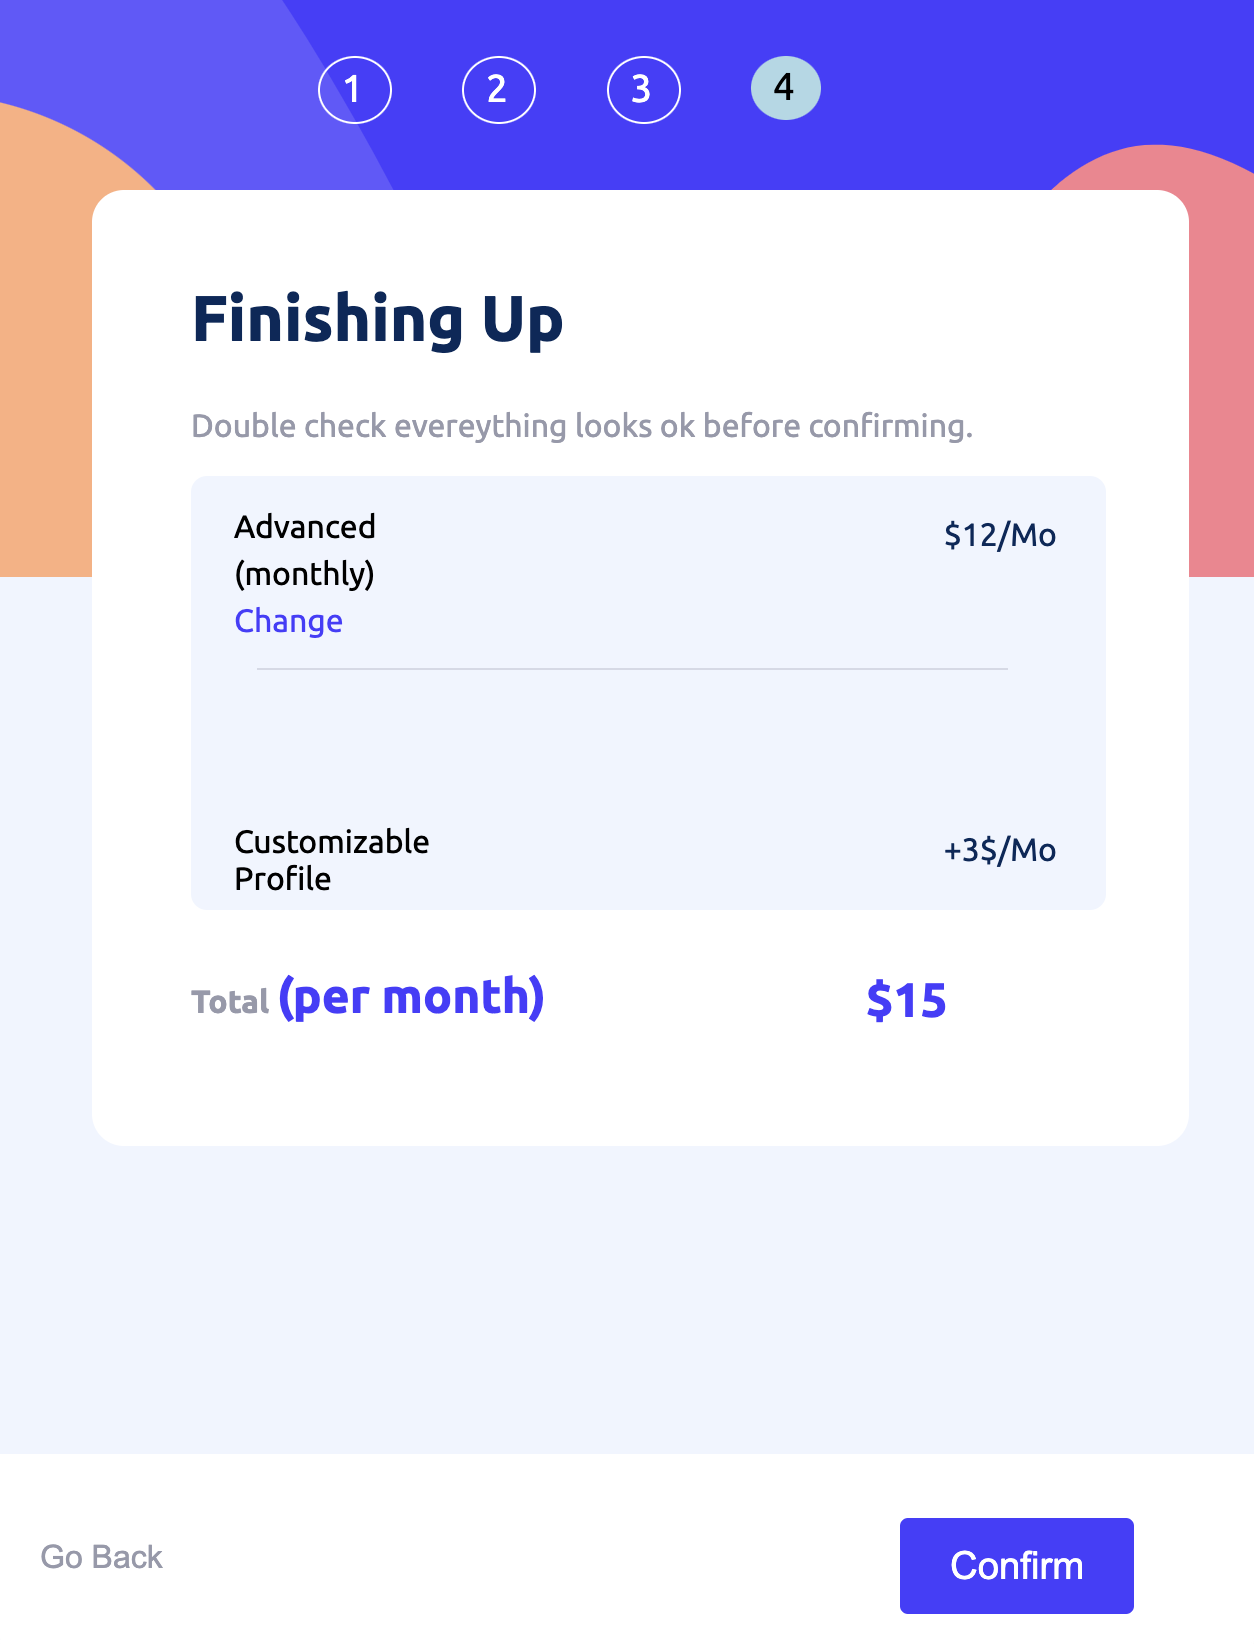 1 2 3 4
Finishing Up
Double check evereything looks ok before confirming.
Advanced $12/Mo
(monthly)
Change
Customizable +3$/Mo
Profile
Total (per month) $15
Go Back Confirm